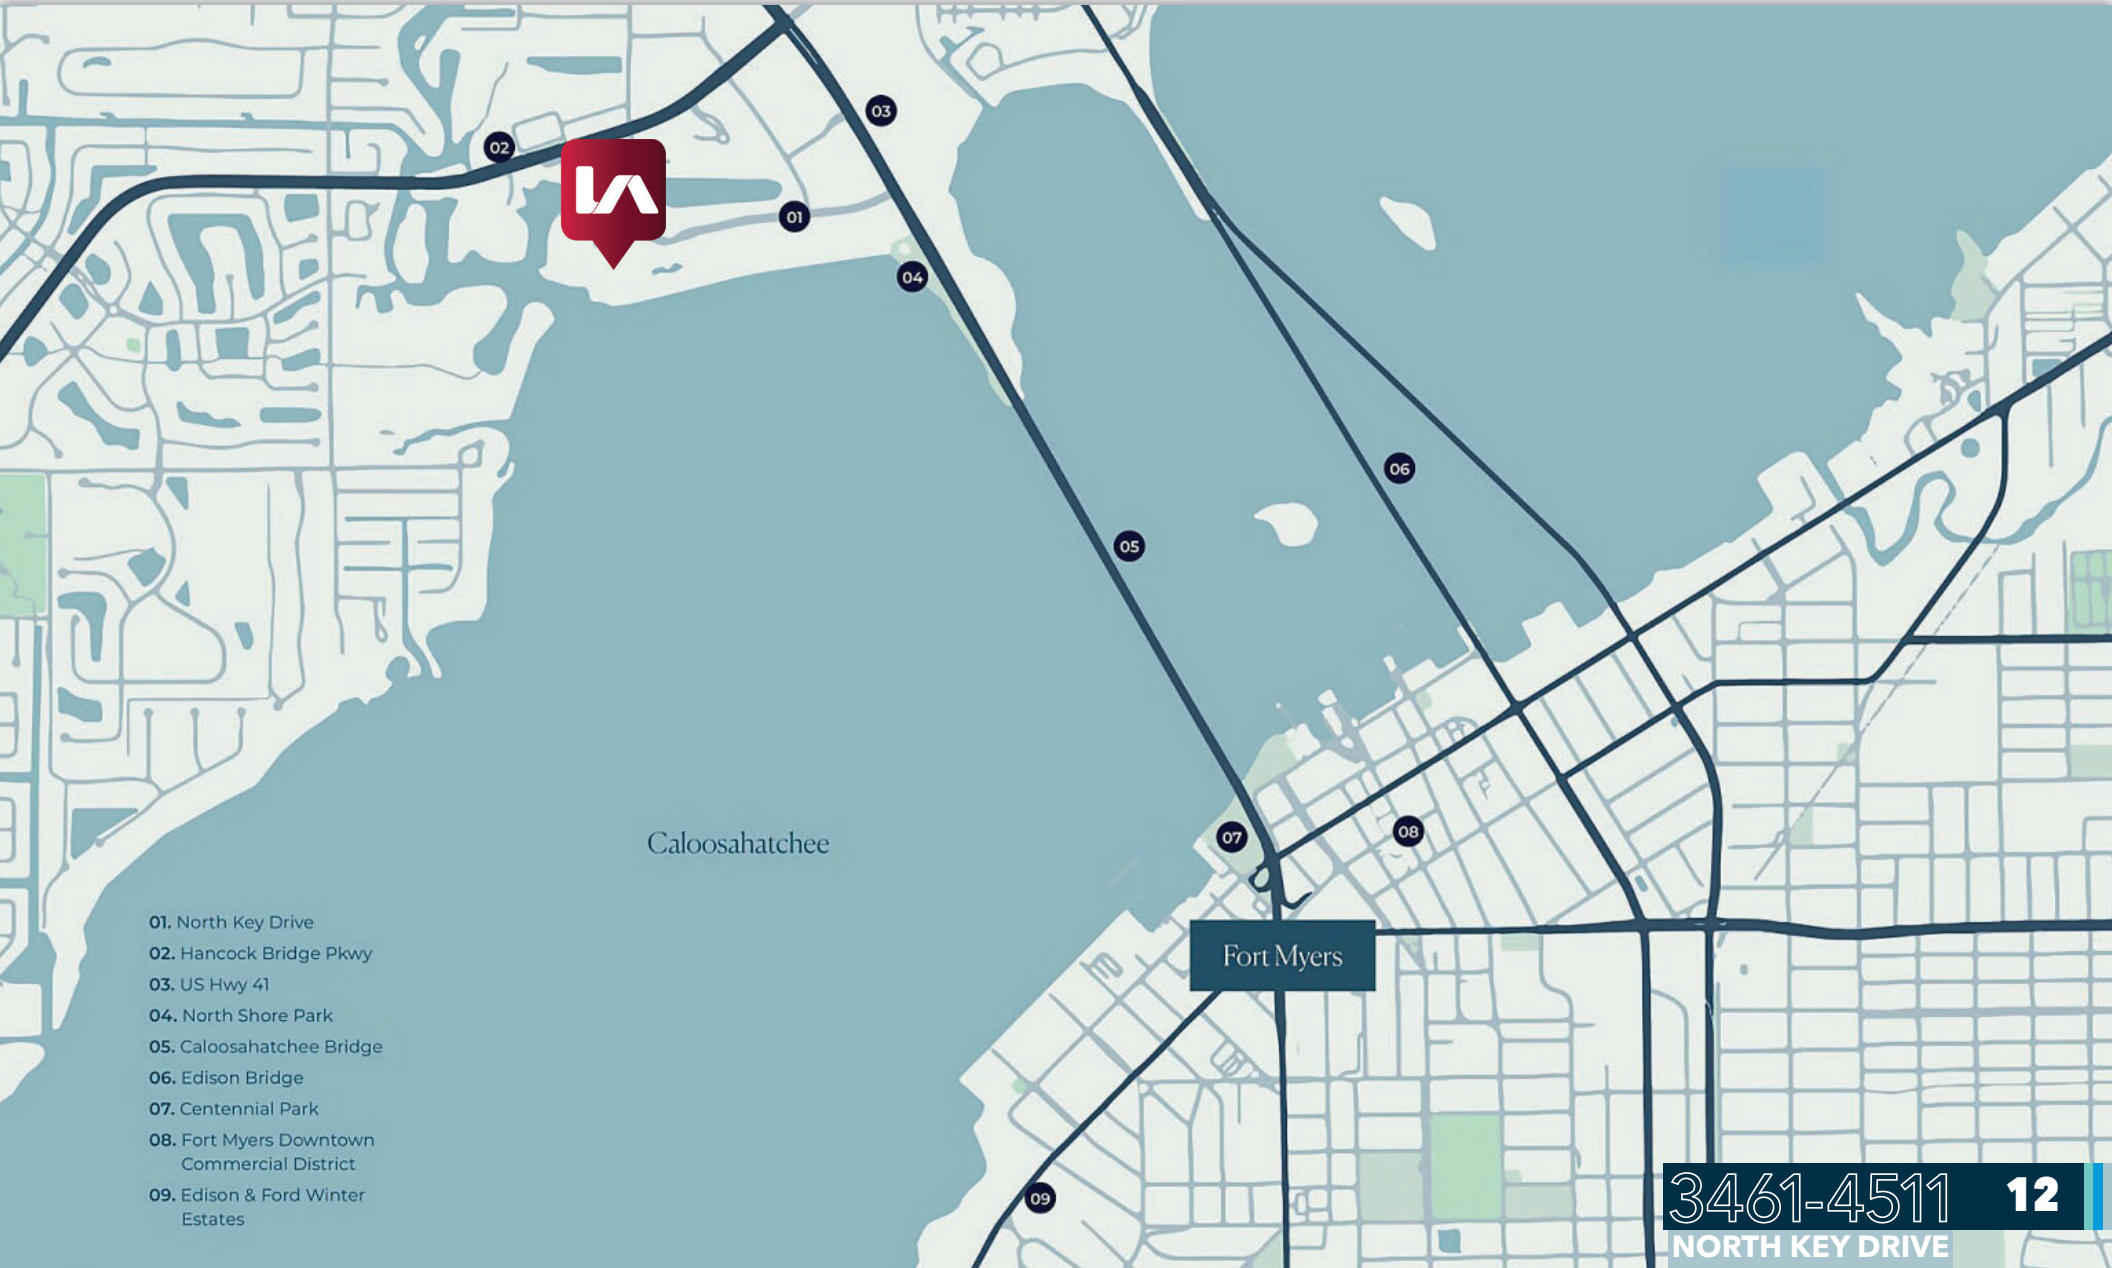 03
02
LA
01
04
06
05
Caloosahatchee
07
08
Fort Myers
01. North Key Drive
02. Hancock Bridge Pkwy
03. US Hwy 41
04. North Shore Park
05. Caloosahatchee Bridge
06. Edison Bridge
07. Centennial Park
08. Fort Myers Downtown
Commercial District
09. Edison & Ford Winter
Estates
09
3461-4511
12
NORTH KEY DRIVE